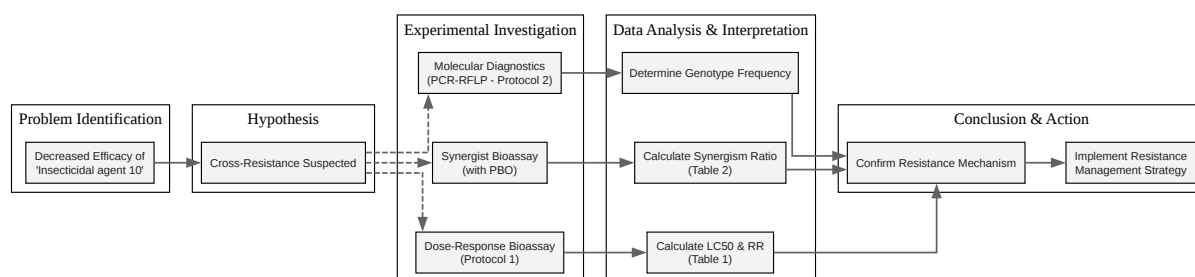 Problem Identification
Decreased Efficacy of
'Insecticidal agent 10'
Hypothesis
Cross-Resistance Suspected
Experimental Investigation
Molecular Diagnostics
(PCR-RFLP - Protocol 2)
Synergist Bioassay
(with PBO)
Dose-Response Bioassay
(Protocol 1)
Data Analysis & Interpretation
Determine Genotype Frequency
Calculate Synergism Ratio
(Table 2)
Calculate LC50 & RR
(Table 1)
Conclusion & Action
Confirm Resistance Mechanism
Implement Resistance
Management Strategy